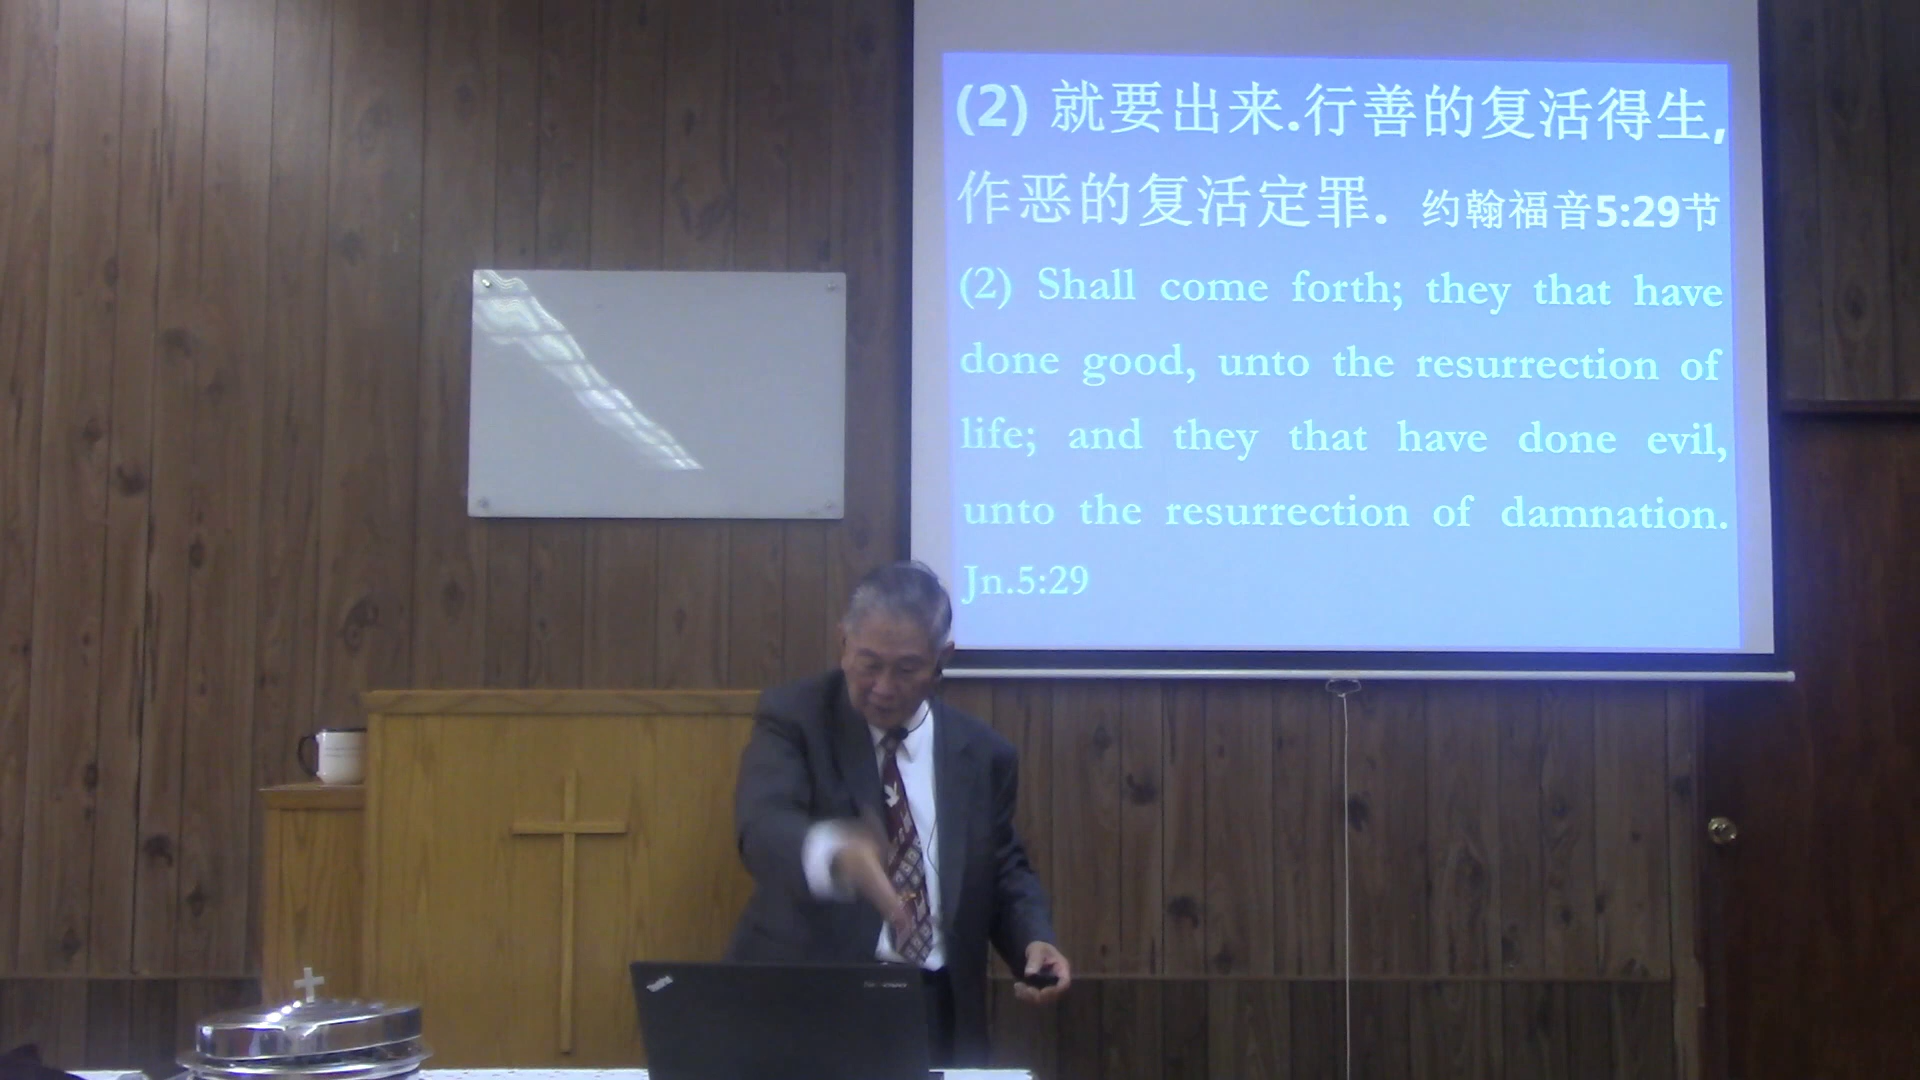 (2) 就要出来.行善的复活得生,
作恶的复活定罪. 约翰福音5:29节
(2) Shall come forth; they that have
done good, unto the resurrection of
life; and they that have done evil,
unto the resurrection of damnation.
Jn.5:29
ThinkPad